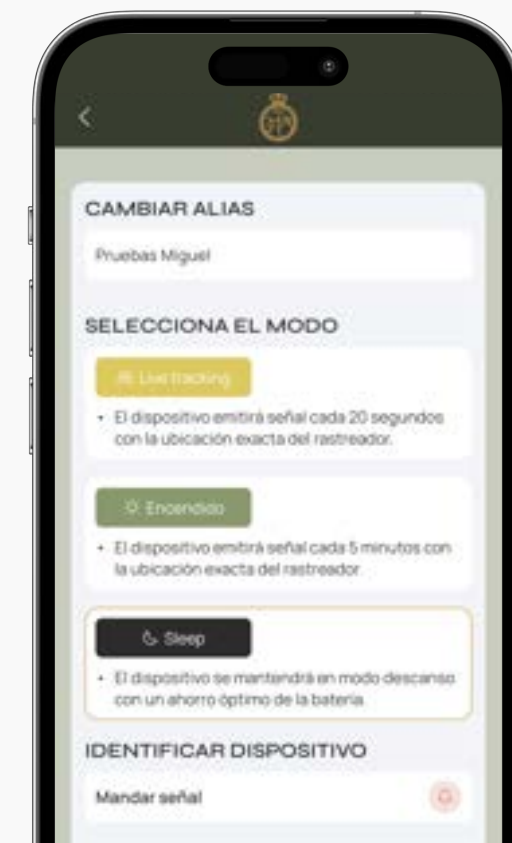 CAMBIAR ALIAS
Pruebas Miguel
SELECCIONA EL MODO
Live tracking
• El dispositivo emitirá señal cada 20 segundos
con la ubicación exacta del rastreador.
Encendido
• El dispositivo emitirá señal cada 5 minutos con
la ubicación exacta del rastreador
Sleep
• El dispositivo se mantendrá en modo descanso
con un ahorro óptimo de la batería
IDENTIFICAR DISPOSITIVO
Mandar señal